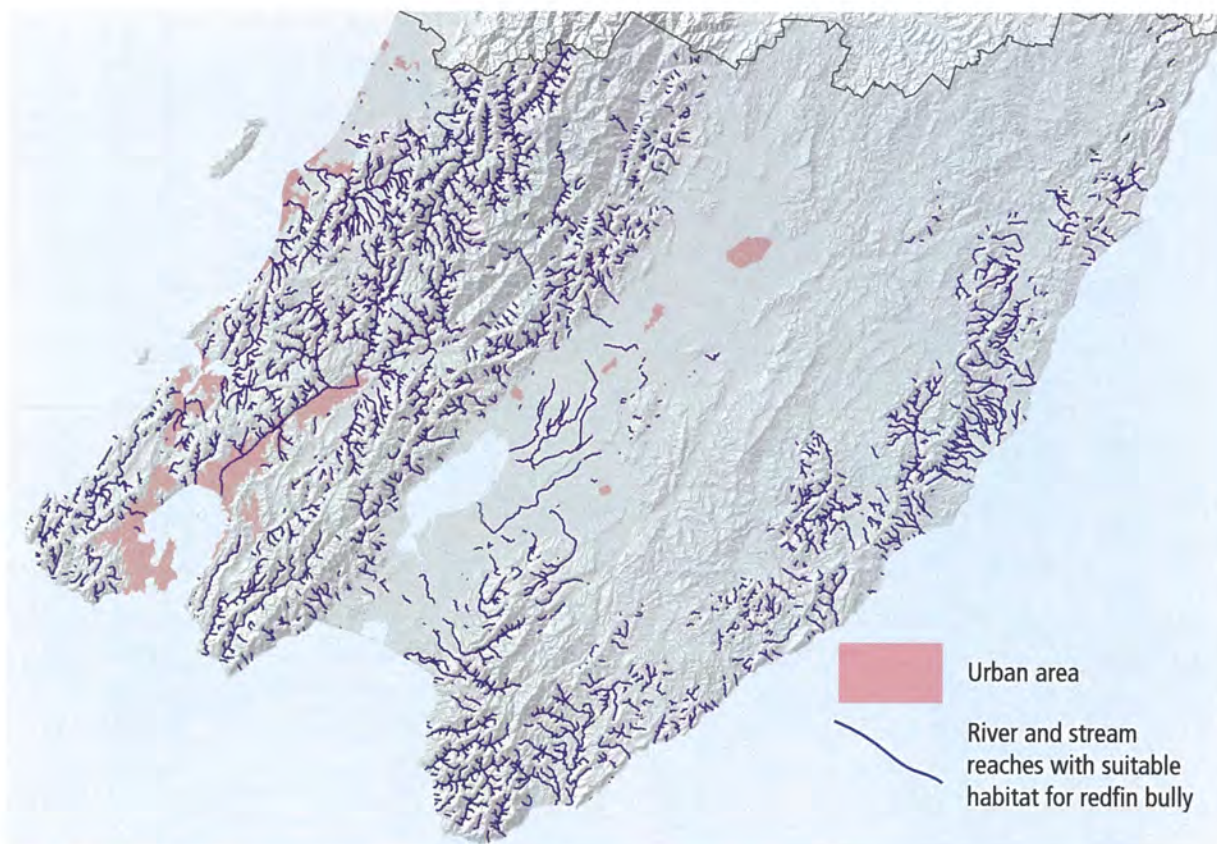 Urban area
River and stream
reaches with suitable
habitat for redfin bully